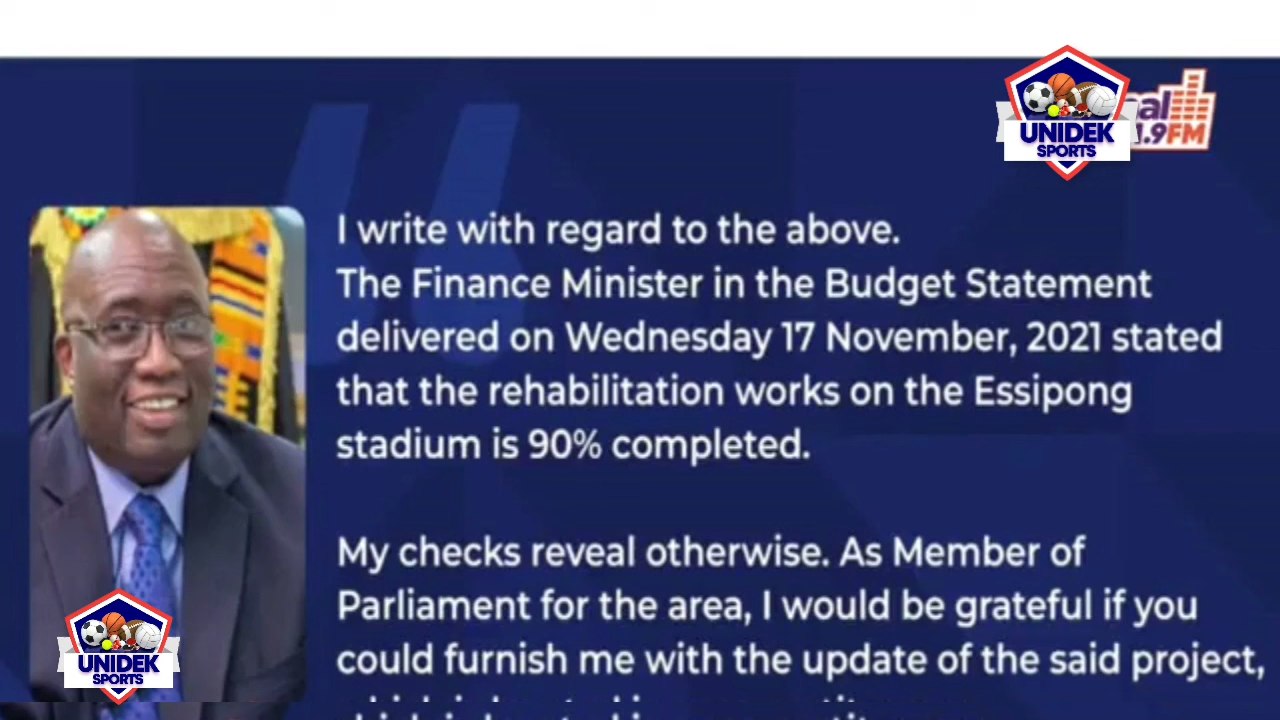 UNIDEK
SPORTS
al
1.9FM
I write with regard to the above.
The Finance Minister in the Budget Statement
delivered on Wednesday 17 November, 2021 stated
that the rehabilitation works on the Essipong
stadium is 90% completed.
My checks reveal otherwise. As Member of
Parliament for the area, I would be grateful if you
could furnish me with the update of the said project,
UNIDEK
SPORTS